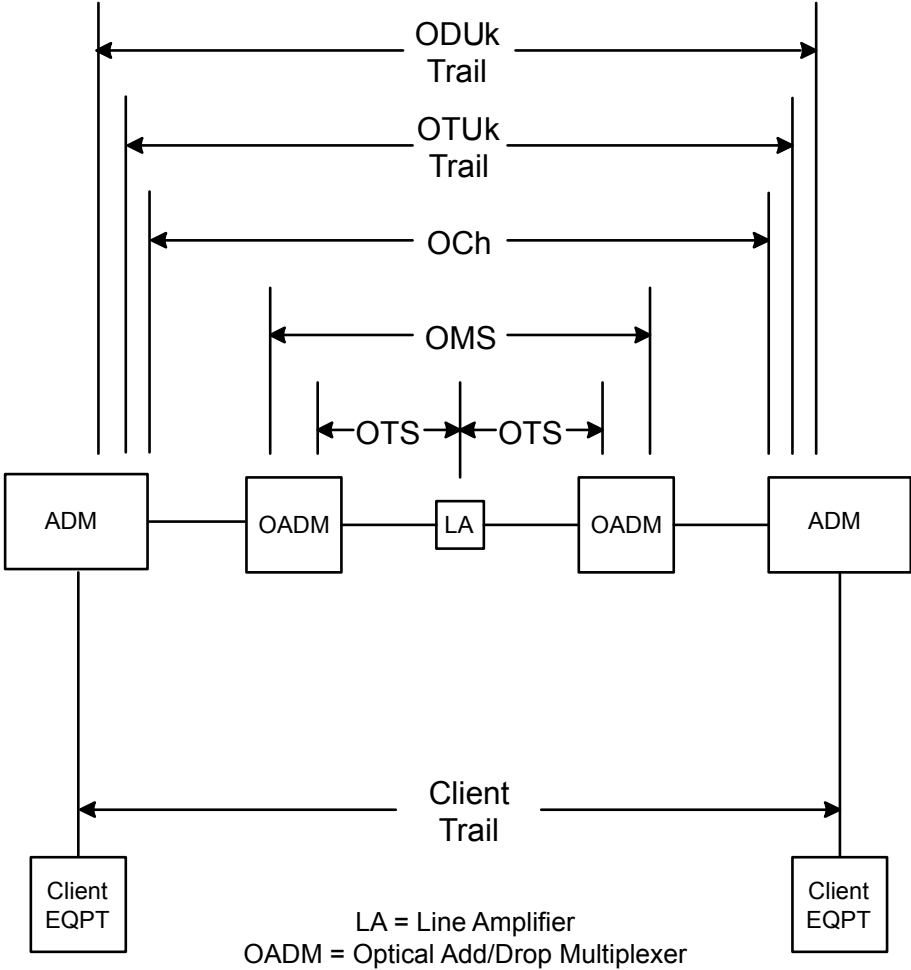 ODUk
Trail
OTUk
Trail
OCh
OMS
OTS OTS
ADM OADM LA OADM ADM
Client
Trail
Client
EQPT
Client
EQPT
LA = Line Amplifier
OADM = Optical Add/Drop Multiplexer